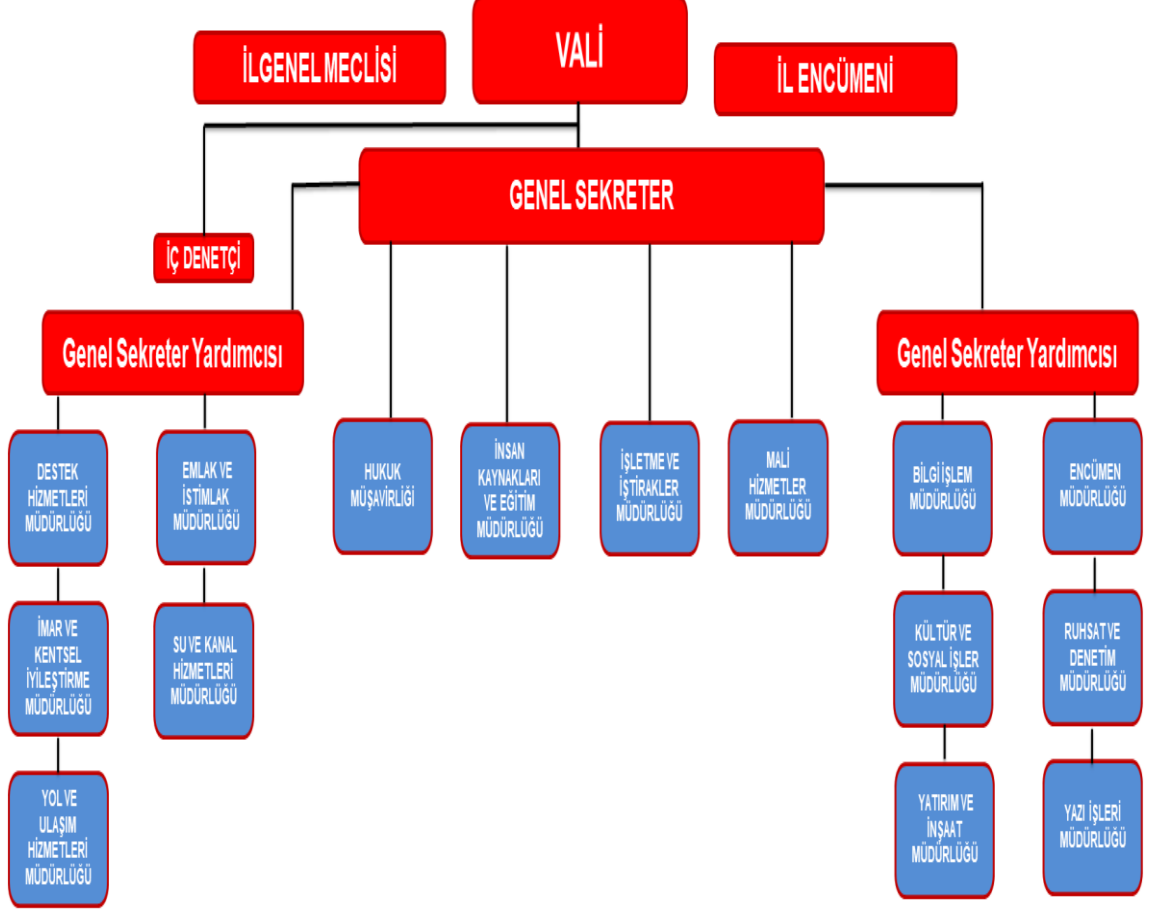 İLGENEL MECLİSİ
VALİ
İL ENCÜMENİ
GENEL SEKRETER
İÇ DENETÇİ
Genel Sekreter Yardımcısı
Genel Sekreter Yardımcısı
DESTEK
HİZMETLERİ
MÜDÜRLÜĞÜ
EMLAK VE
İSTİMLAK
MÜDÜRLÜĞÜ
HUKUK
MÜŞAVİRLİĞİ
İNSAN
KAYNAKLARI
VE EĞİTİM
MÜDÜRLÜĞÜ
İŞLETME VE
İŞTİRAKLER
MÜDÜRLÜĞÜ
MALİ
HİZMETLER
MÜDÜRLÜĞÜ
BİLGİ İŞLEM
MÜDÜRLÜĞÜ
ENCÜMEN
MÜDÜRLÜĞÜ
İMAR VE
KENTSEL
İYİLEŞTİRME
MÜDÜRLÜĞÜ
SU VE KANAL
HİZMETLERİ
MÜDÜRLÜĞÜ
KÜLTÜR VE
SOSYAL İŞLER
MÜDÜRLÜĞÜ
RUHSAT VE
DENETİM
MÜDÜRLÜĞÜ
YOL VE
ULAŞIM
HİZMETLERİ
MÜDÜRLÜĞÜ
YATIRIM VE
İNŞAAT
MÜDÜRLÜĞÜ
YAZI İŞLERİ
MÜDÜRLÜĞÜ